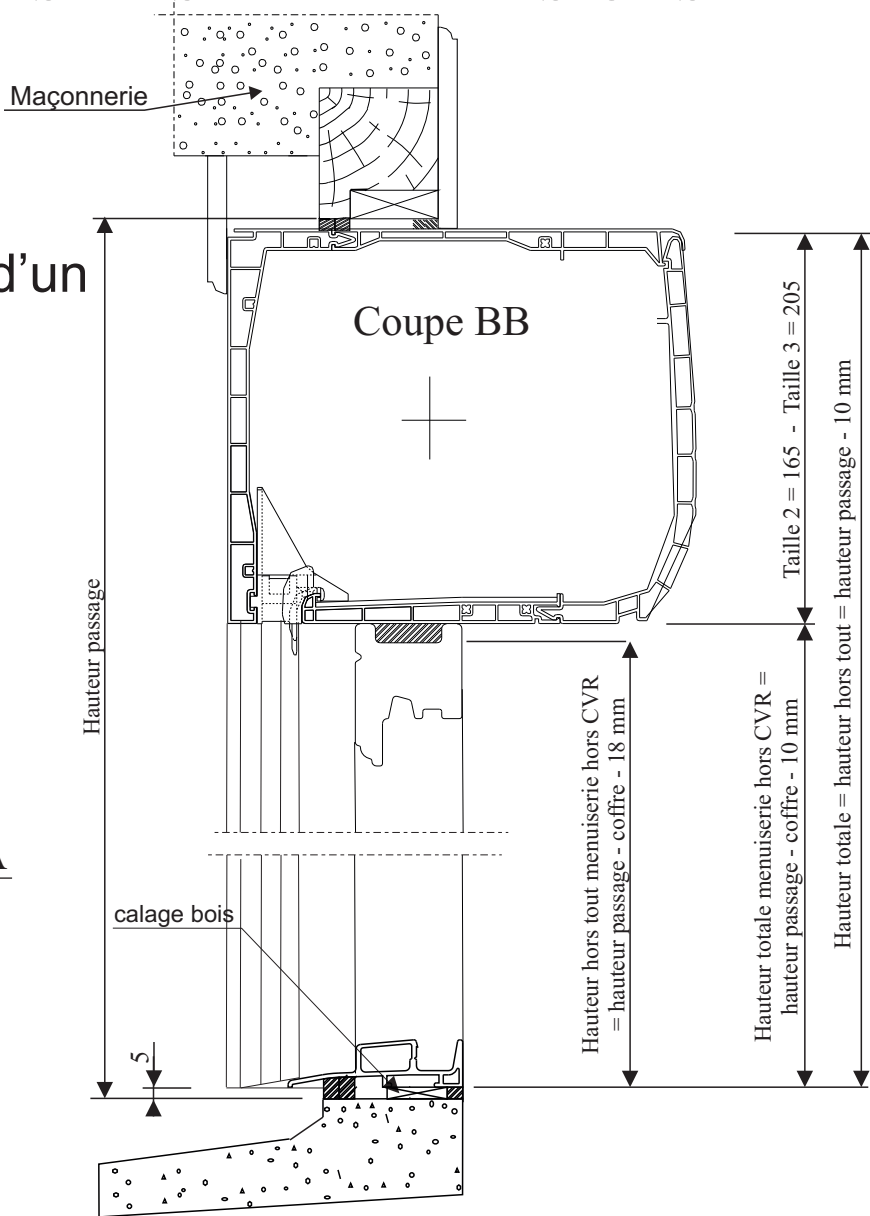 Maçonnerie
d'un
Coupe BB
Hauteur passage
Taille 2 = 165 - Taille 3 = 205
Hauteur totale = hauteur hors tout = hauteur passage - 10 mm
Hauteur hors tout menuiserie hors CVR
= hauteur passage - coffre - 18 mm
Hauteur totale menuiserie hors CVR =
hauteur passage - coffre - 10 mm
calage bois
5